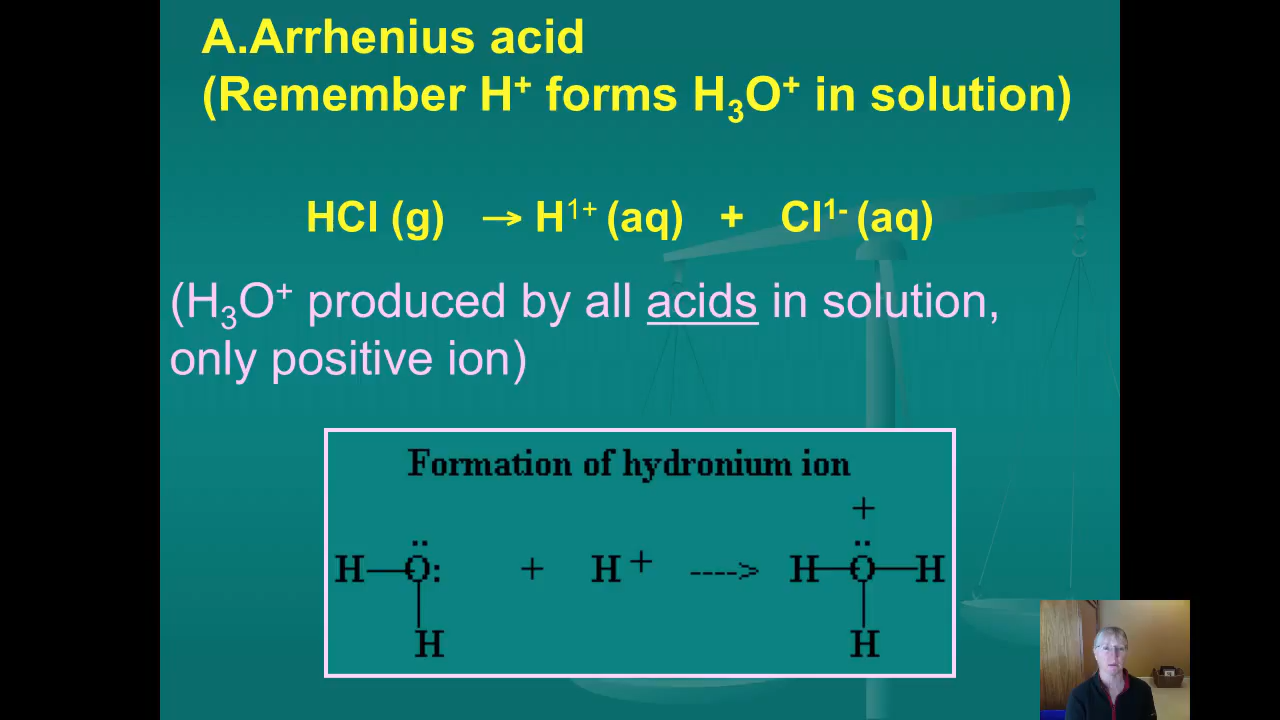 A.Arrhenius acid
(Remember H⁺ forms H₃O⁺ in solution)
HCl (g) → H¹⁺ (aq) + Cl¹⁻ (aq)
(H₃O⁺ produced by all acids in solution,
only positive ion)
Formation of hydronium ion
+
H—O: + H⁺ ----> H—O—H
H H